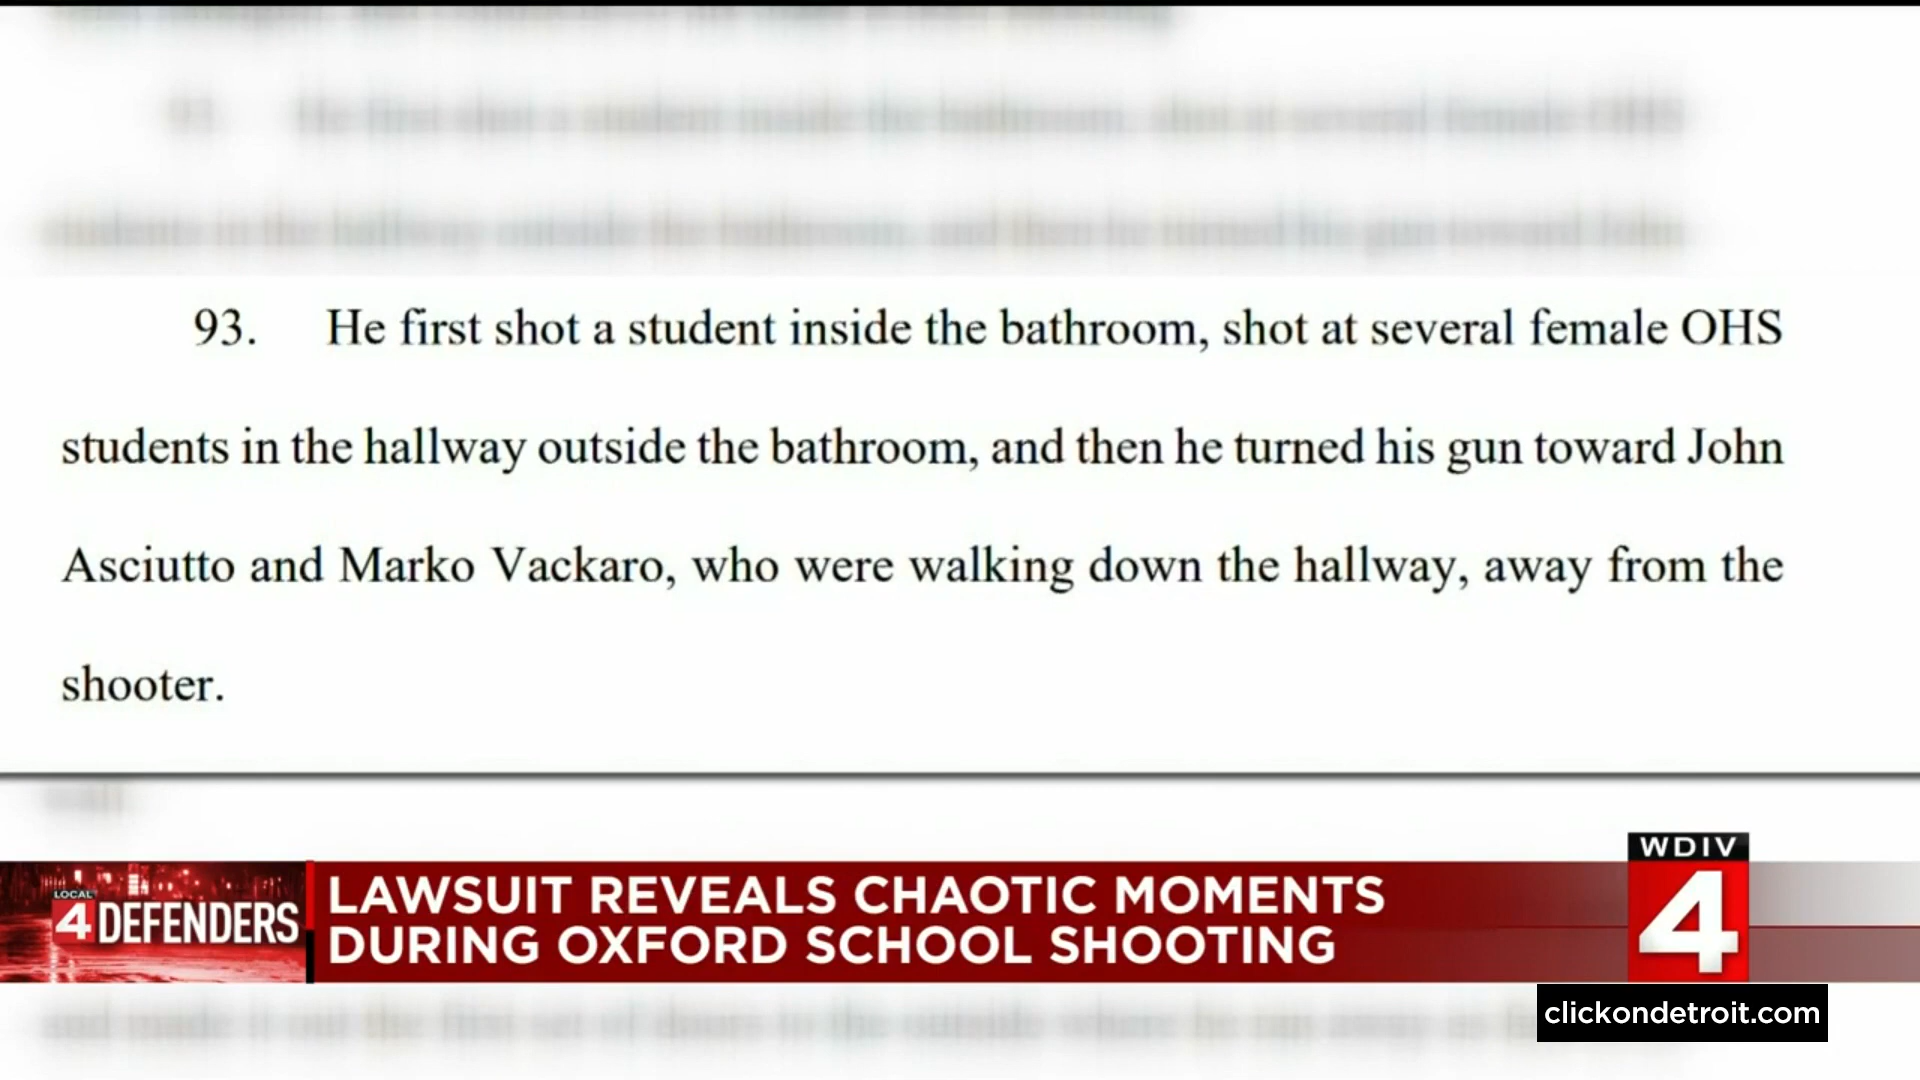 93. He first shot a student inside the bathroom, shot at several female OHS
students in the hallway outside the bathroom, and then he turned his gun toward John
Asciutto and Marko Vackaro, who were walking down the hallway, away from the
shooter.
LOCAL
4 DEFENDERS
LAWSUIT REVEALS CHAOTIC MOMENTS
DURING OXFORD SCHOOL SHOOTING
WDIV
4
clickondetroit.com